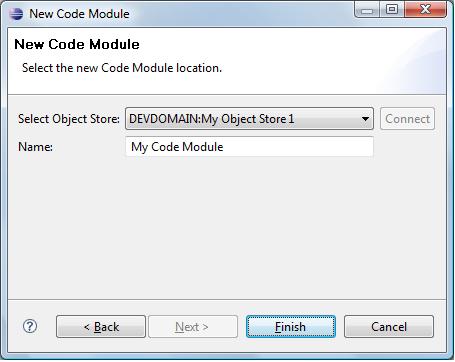 New Code Module
New Code Module
Select the new Code Module location.
Select Object Store: DEVDOMAIN:My Object Store 1 Connect
Name: My Code Module
? < Back Next > Finish Cancel